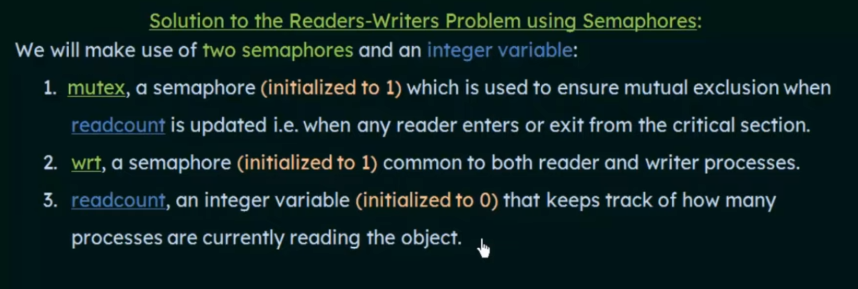 Solution to the Readers-Writers Problem using Semaphores:
We will make use of two semaphores and an integer variable:
1. mutex, a semaphore (initialized to 1) which is used to ensure mutual exclusion when
readcount is updated i.e. when any reader enters or exit from the critical section.
2. wrt, a semaphore (initialized to 1) common to both reader and writer processes.
3. readcount, an integer variable (initialized to 0) that keeps track of how many
processes are currently reading the object.